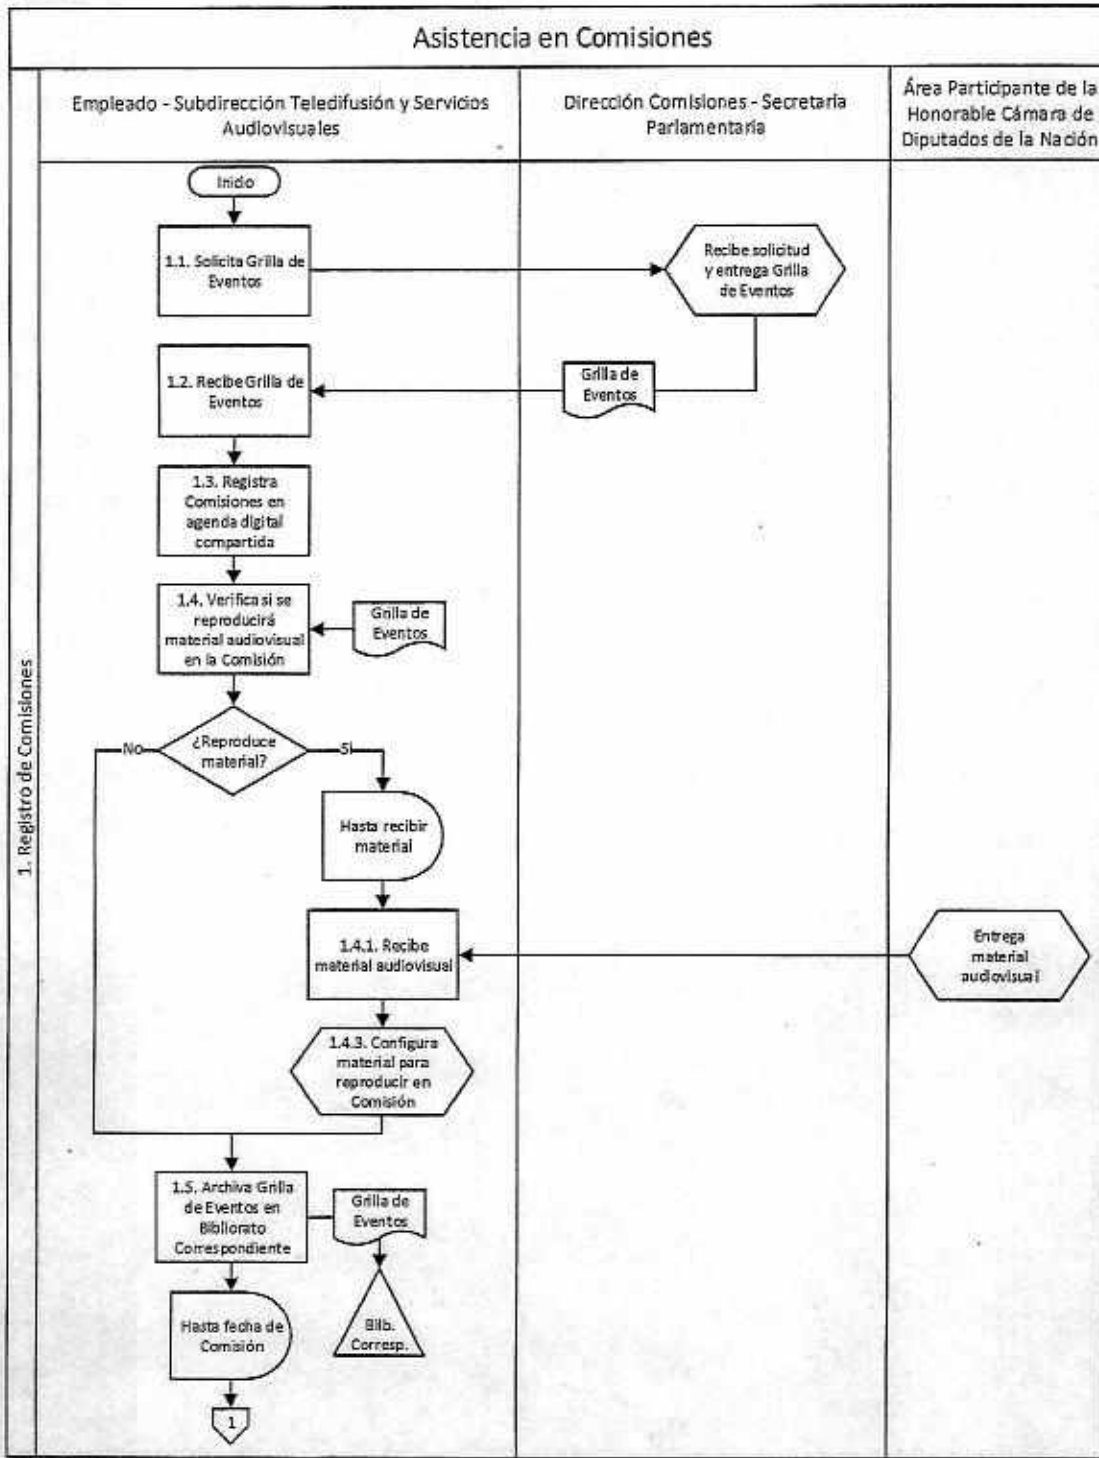 Asistencia en Comisiones
Empleado - Subdirección Teledifusión y Servicios
Audiovisuales
Dirección Comisiones - Secretaría
Parlamentaria
Área Participante de la
Honorable Cámara de
Diputados de la Nación
1. Registro de Comisiones
Inicio
1.1. Solicita Grilla de
Eventos
Recibe solicitud
y entrega Grilla
de Eventos
1.2. Recibe Grilla de
Eventos
Grilla de
Eventos
1.3. Registra
Comisiones en
agenda digital
compartida
1.4. Verifica si se
reproducirá
material audiovisual
en la Comisión
Grilla de
Eventos
¿Reproduce
material?
No
Si
Hasta recibir
material
1.4.1. Recibe
material audiovisual
Entrega
material
audiovisual
1.4.3. Configura
material para
reproducir en
Comisión
1.5. Archiva Grilla
de Eventos en
Bibliorato
Correspondiente
Grilla de
Eventos
Hasta fecha de
Comisión
Bilb.
Corresp.
1